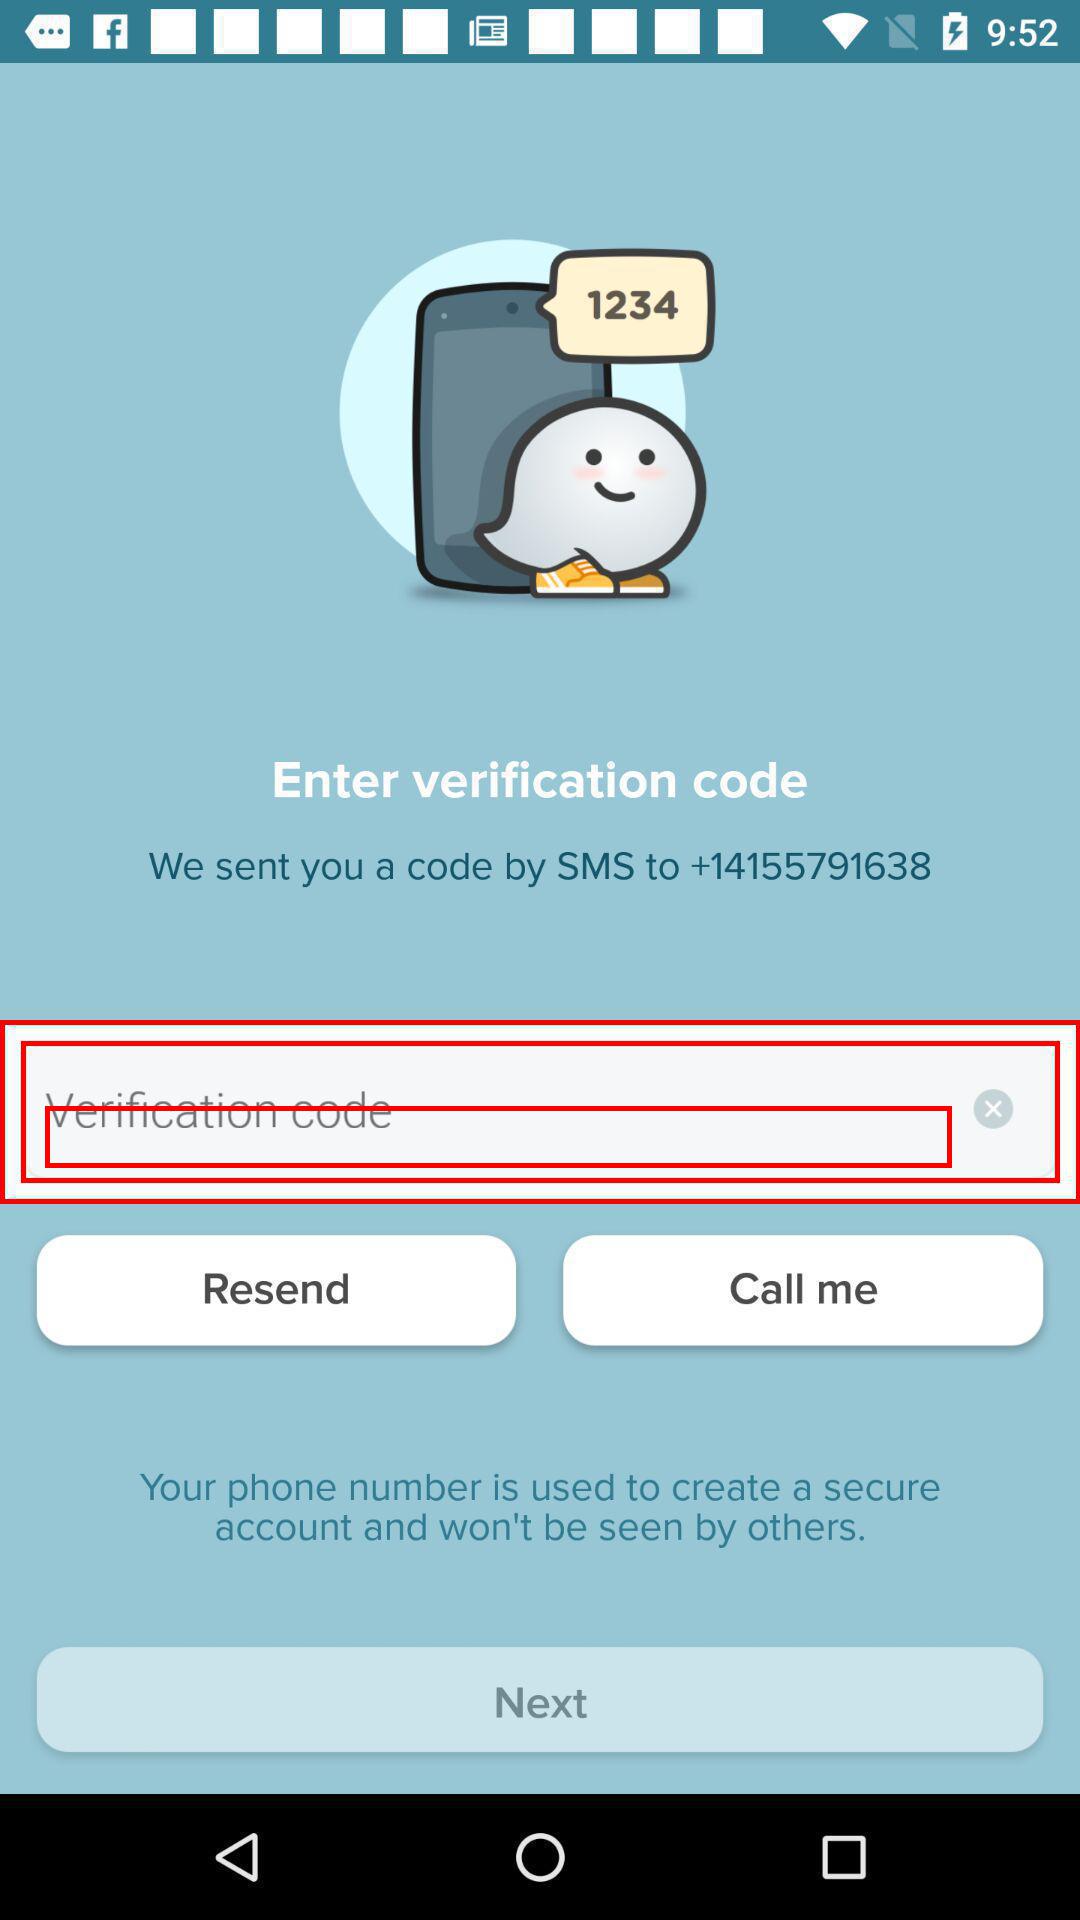 9:52
1234
Enter verification code
We sent you a code by SMS to +14155791638
Verification code
Resend
Call me
Your phone number is used to create a secure
account and won't be seen by others.
Next